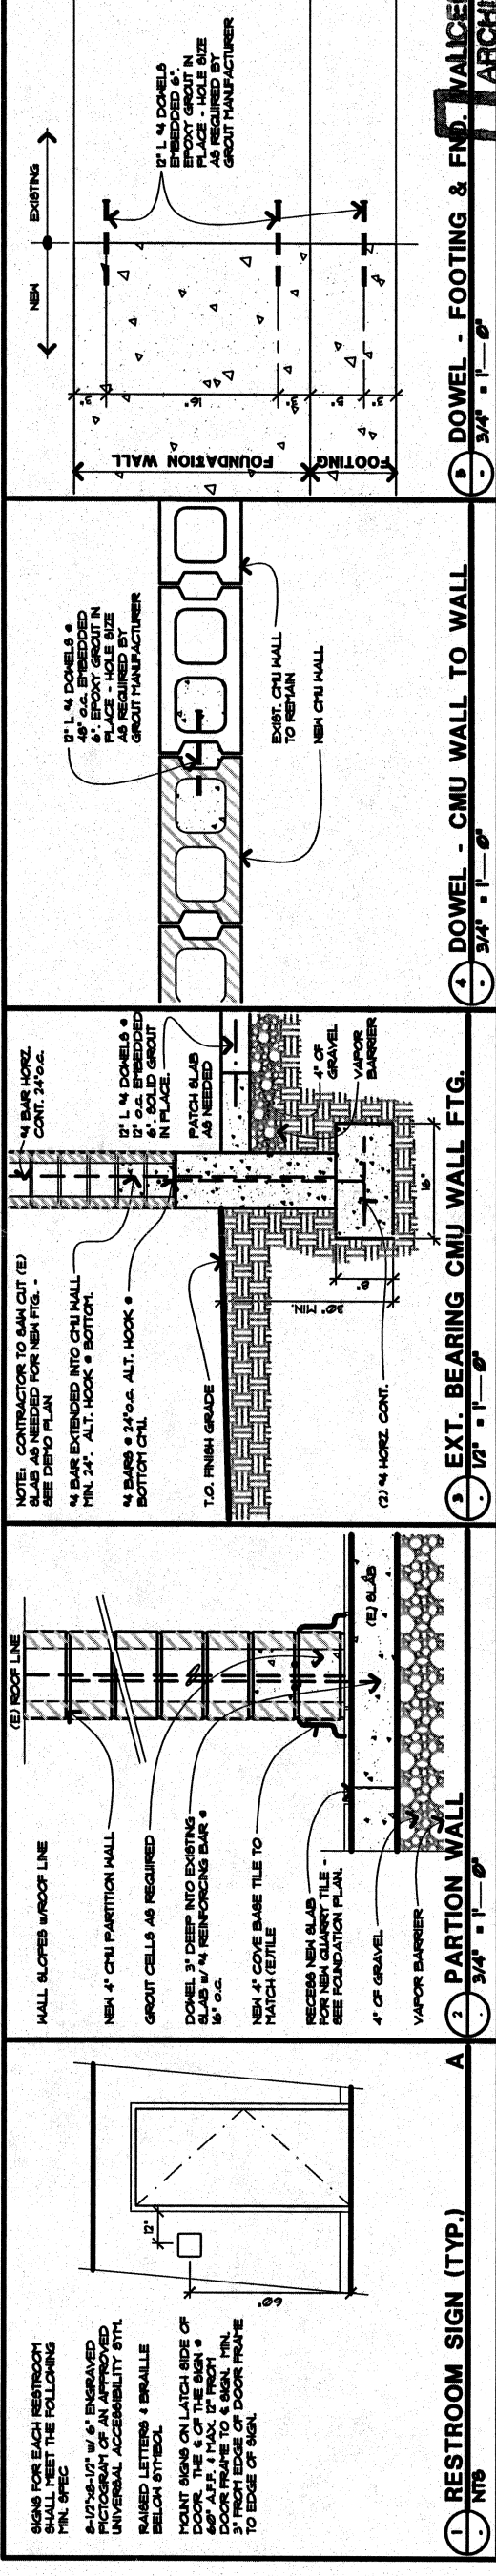 SIGNS FOR EACH RESTROOM
SHALL MEET THE FOLLOWING
MIN. SPEC
8-1/2"x8-1/2" w/ 6" ENGRAVED
PICTOGRAM OF AN APPROVED
UNIVERSAL ACCESSIBILITY SYM.
RAISED LETTERS & BRAILLE
BELOW SYMBOL
MOUNT SIGNS ON LATCH SIDE OF
DOOR. THE ℄ OF THE SIGN @
60" A.F.F. & MAX. 12" FROM
DOOR FRAME TO ℄ SIGN. MIN.
3" FROM EDGE OF DOOR FRAME
TO EDGE OF SIGN.
12"
60"
1
-
RESTROOM SIGN (TYP.)
A
NTS
(E) ROOF LINE
WALL SLOPES w/ROOF LINE
NEW 4" CMU PARTITION WALL
GROUT CELLS AS REQUIRED
DOWEL 3" DEEP INTO EXISTING
SLAB w/ #4 REINFORCING BAR @
16" o.c.
NEW 4" COVE BASE TILE TO
MATCH (E)TILE
RECESS NEW SLAB
FOR NEW QUARRY TILE -
SEE FOUNDATION PLAN.
4" OF GRAVEL
VAPOR BARRIER
(E) SLAB
2
-
PARTION WALL
3/4" = 1'—0"
NOTE: CONTRACTOR TO SAW CUT (E)
SLAB AS NEEDED FOR NEW FTG. -
SEE DEMO PLAN
#4 BAR EXTENDED INTO CMU WALL
MIN. 24". ALT. HOOK @ BOTTOM.
#4 BARS @ 24"o.c. ALT. HOOK @
BOTTOM CMU.
T.O. FINISH GRADE
(2) #4 HORZ. CONT.
#4 BAR HORZ.
CONT. 24"o.c.
12" L #4 DOWELS @
12" o.c. EMBEDDED
6". SOLID GROUT
IN PLACE.
PATCH SLAB
AS NEEDED
4" OF
GRAVEL
VAPOR
BARRIER
30" MIN.
8"
16"
3
-
EXT. BEARING CMU WALL FTG.
1/2" = 1'—0"
12" L #4 DOWELS @
48" o.c. EMBEDDED
6". EPOXY GROUT IN
PLACE - HOLE SIZE
AS REQUIRED BY
GROUT MANUFACTURER
EXIST. CMU WALL
TO REMAIN
NEW CMU WALL
4
-
DOWEL - CMU WALL TO WALL
3/4" = 1'—0"
NEW
EXISTING
12" L #4 DOWELS
EMBEDDED 6".
EPOXY GROUT IN
PLACE - HOLE SIZE
AS REQUIRED BY
GROUT MANUFACTURER
3"
16"
3"
3"
FOUNDATION WALL
FOOTING
5
-
DOWEL - FOOTING & FND. WALL
3/4" = 1'—0"